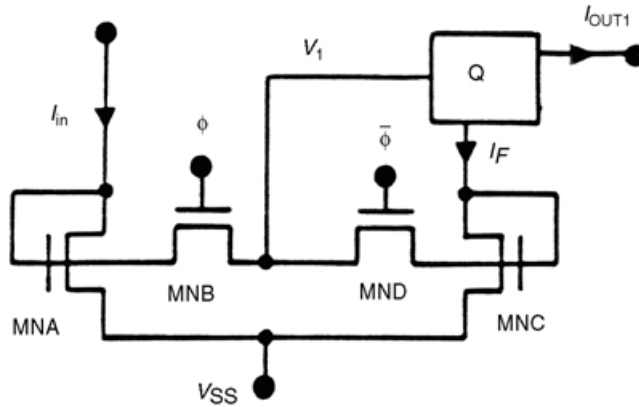 I_OUT1
V_1
Q
I_in
ϕ
ϕ̅
I_F
MNB
MND
MNA
MNC
V_SS